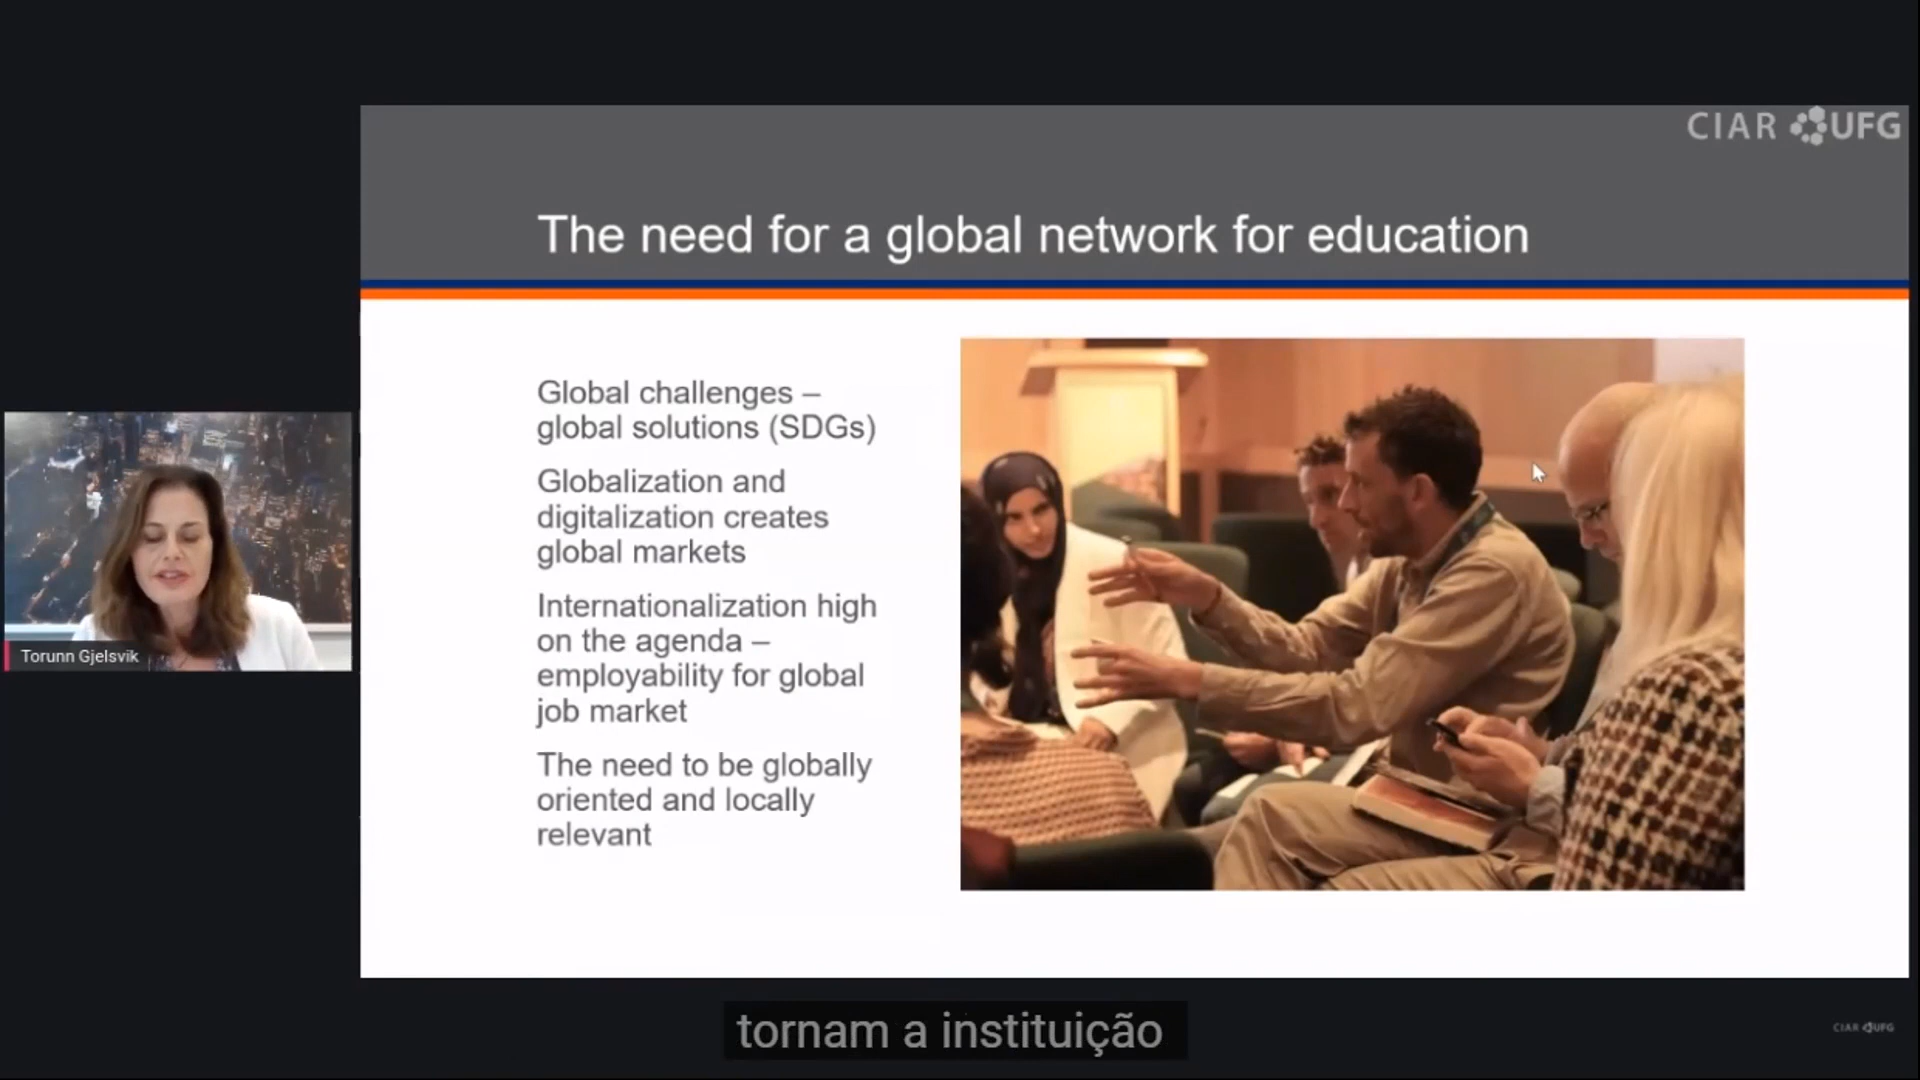 CIAR UFG
The need for a global network for education
Global challenges –
global solutions (SDGs)
Globalization and
digitalization creates
global markets
Internationalization high
on the agenda –
employability for global
job market
The need to be globally
oriented and locally
relevant
Torunn Gjelsvik
tornam a instituição
CIAR UFG